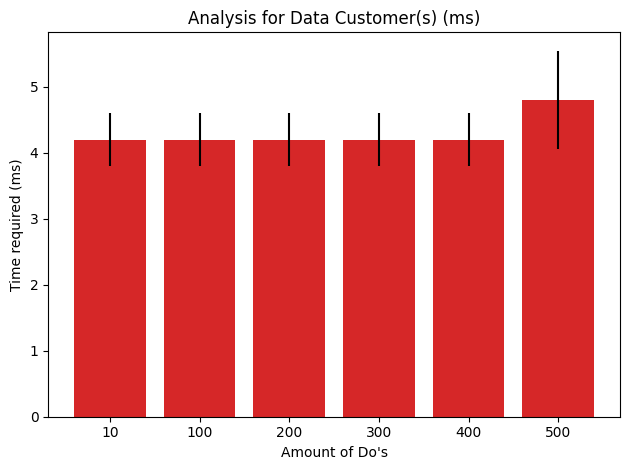 Analysis for Data Customer(s) (ms)
Time required (ms)
5
4
3
2
1
0
10 100 200 300 400 500
Amount of Do's